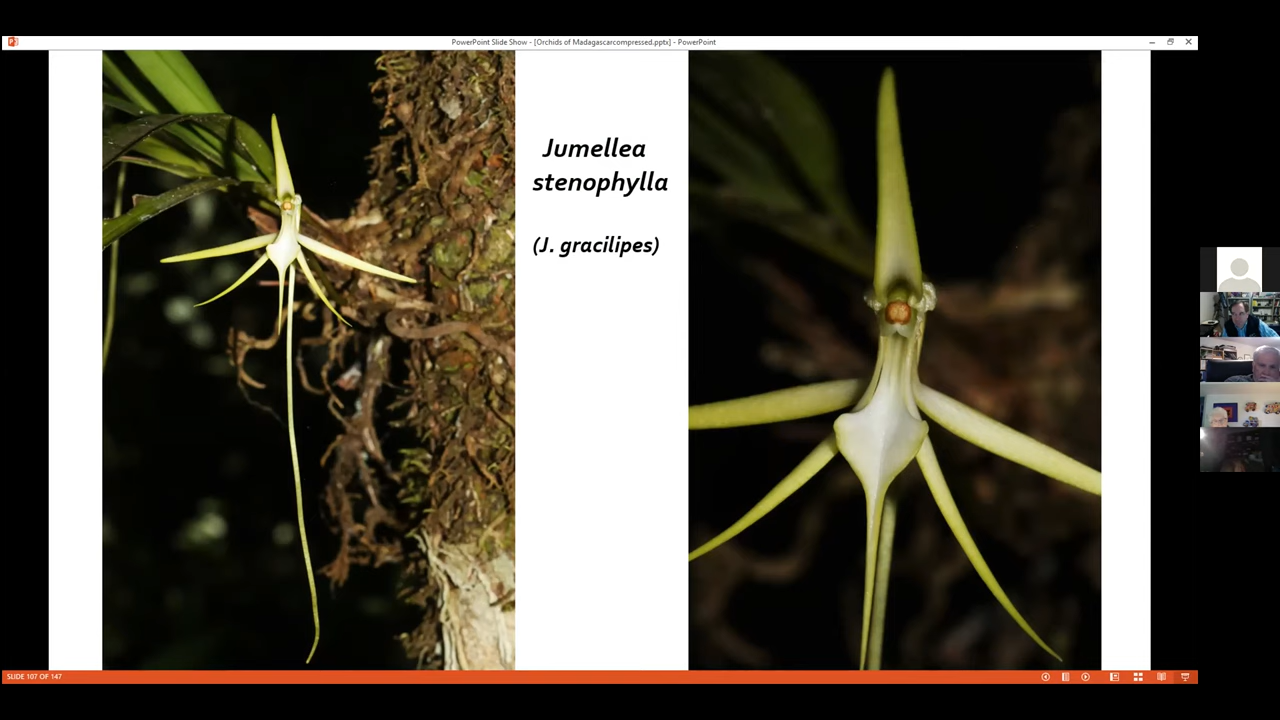 PowerPoint Slide Show - [Orchids of Madagascarcompressed.pptx] - PowerPoint
Jumellea
stenophylla
(J. gracilipes)
SLIDE 107 OF 147